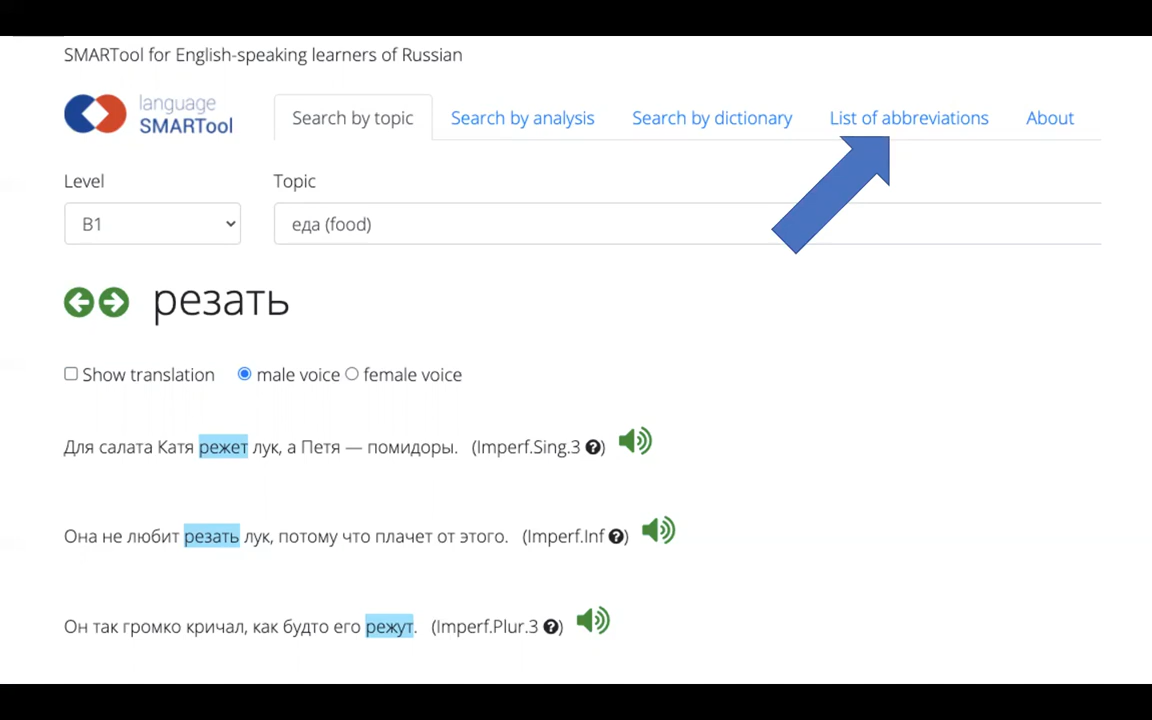 SMARTool for English-speaking learners of Russian
language
SMARTool
Search by topic
Search by analysis
Search by dictionary
List of abbreviations
About
Level
Topic
B1
еда (food)
резать
Show translation
male voice
female voice
Для салата Катя режет лук, а Петя — помидоры. (Imperf.Sing.3 ?)
Она не любит резать лук, потому что плачет от этого. (Imperf.Inf ?)
Он так громко кричал, как будто его режут. (Imperf.Plur.3 ?)